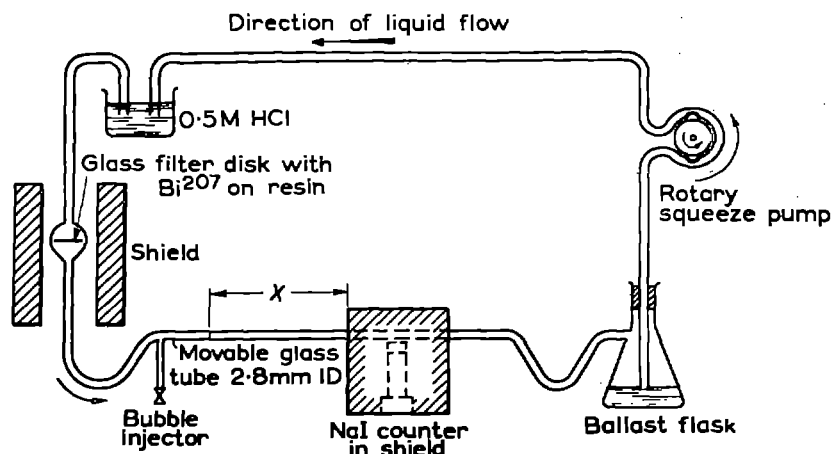 Direction of liquid flow
0·5M HCl
Glass filter disk with
Bi207 on resin
Shield
Rotary
squeeze pump
X
Movable glass
tube 2·8mm ID
Bubble
injector
NaI counter
in shield
Ballast flask